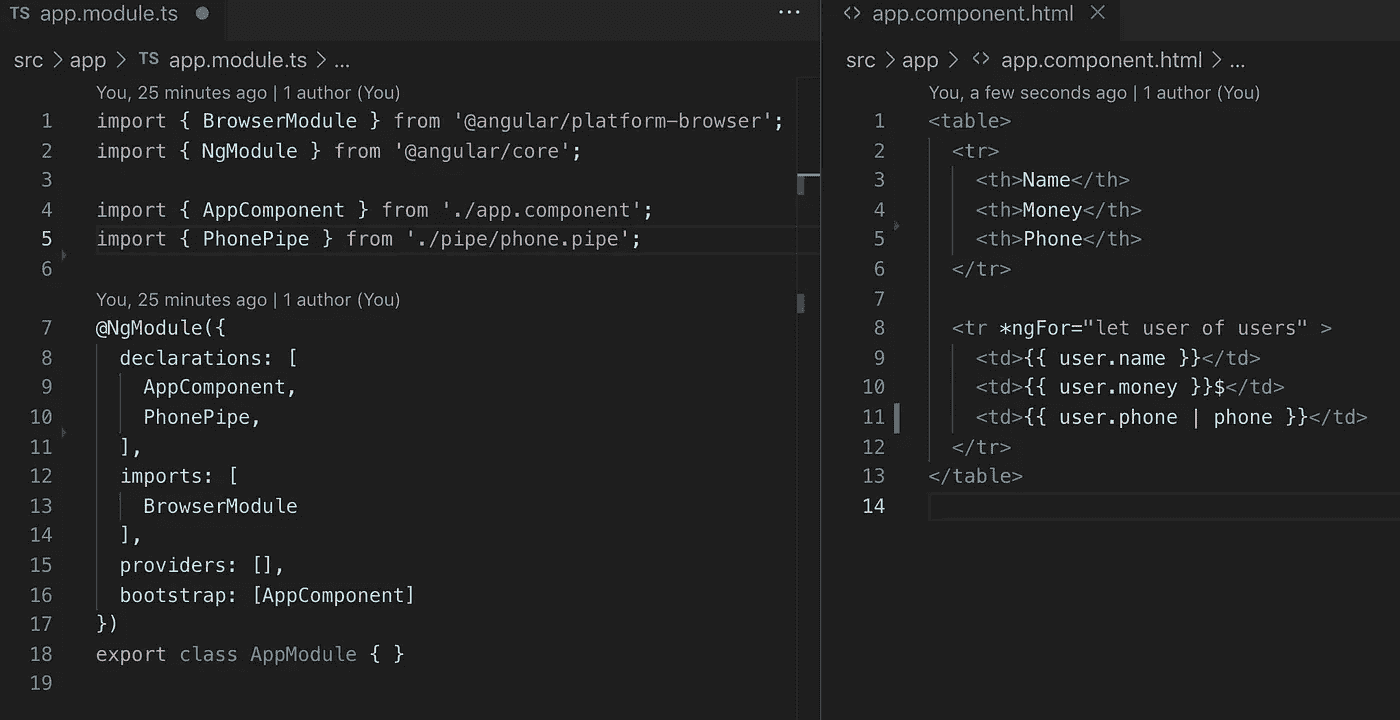 TS app.module.ts ● ...
src > app > TS app.module.ts > ...
You, 25 minutes ago | 1 author (You)
1 import { BrowserModule } from '@angular/platform-browser';
2 import { NgModule } from '@angular/core';
3
4 import { AppComponent } from './app.component';
5 import { PhonePipe } from './pipe/phone.pipe';
6
You, 25 minutes ago | 1 author (You)
7 @NgModule({
8   declarations: [
9     AppComponent,
10     PhonePipe,
11   ],
12   imports: [
13     BrowserModule
14   ],
15   providers: [],
16   bootstrap: [AppComponent]
17 })
18 export class AppModule { }
19
<> app.component.html ×
src > app > <> app.component.html > ...
You, a few seconds ago | 1 author (You)
1 <table>
2   <tr>
3     <th>Name</th>
4     <th>Money</th>
5     <th>Phone</th>
6   </tr>
7
8   <tr *ngFor="let user of users" >
9     <td>{{ user.name }}</td>
10     <td>{{ user.money }}$</td>
11     <td>{{ user.phone | phone }}</td>
12   </tr>
13 </table>
14